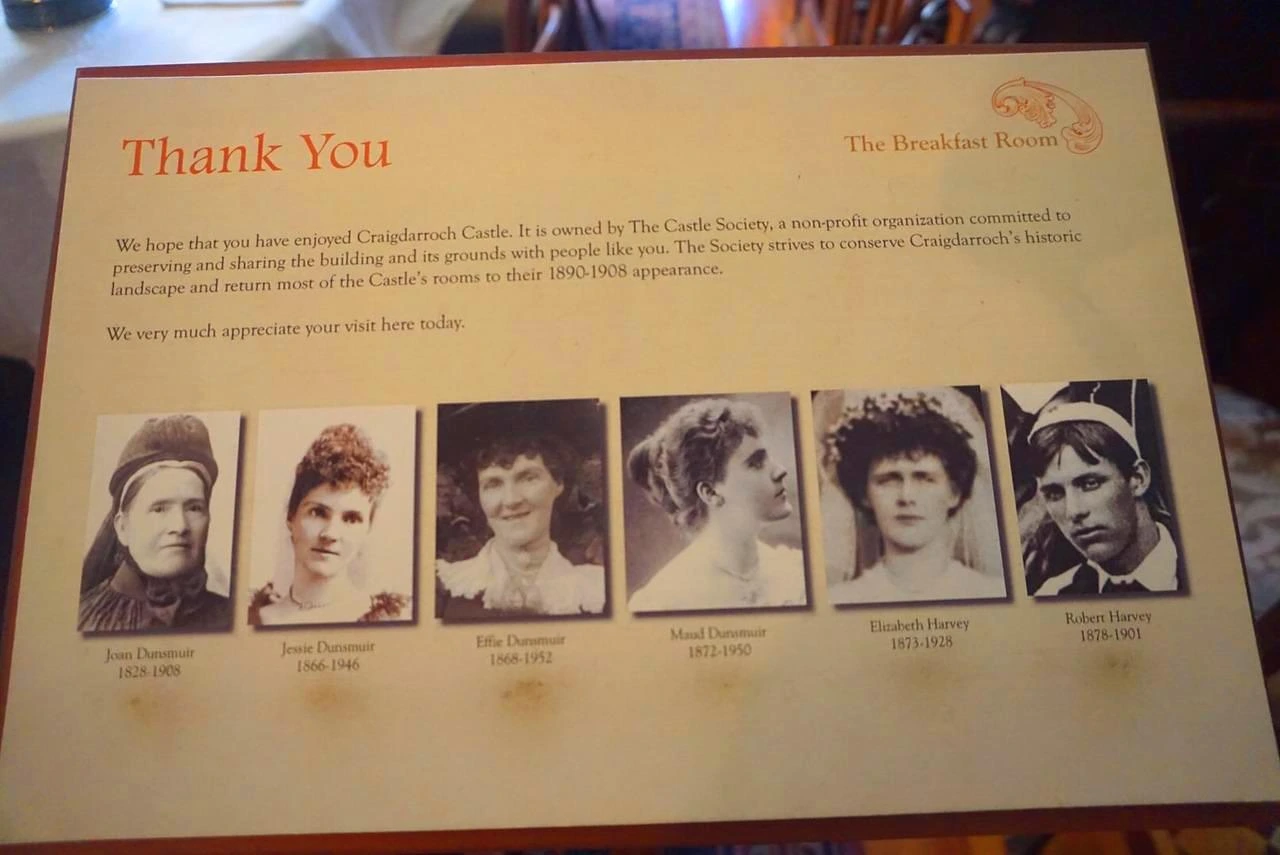 Thank You
The Breakfast Room
We hope that you have enjoyed Craigdarroch Castle. It is owned by The Castle Society, a non-profit organization committed to
preserving and sharing the building and its grounds with people like you. The Society strives to conserve Craigdarroch's historic
landscape and return most of the Castle's rooms to their 1890-1908 appearance.
We very much appreciate your visit here today.
Joan Dunsmuir
1828-1908
Jessie Dunsmuir
1866-1946
Effie Dunsmuir
1868-1952
Maud Dunsmuir
1872-1950
Elizabeth Harvey
1873-1928
Robert Harvey
1878-1901